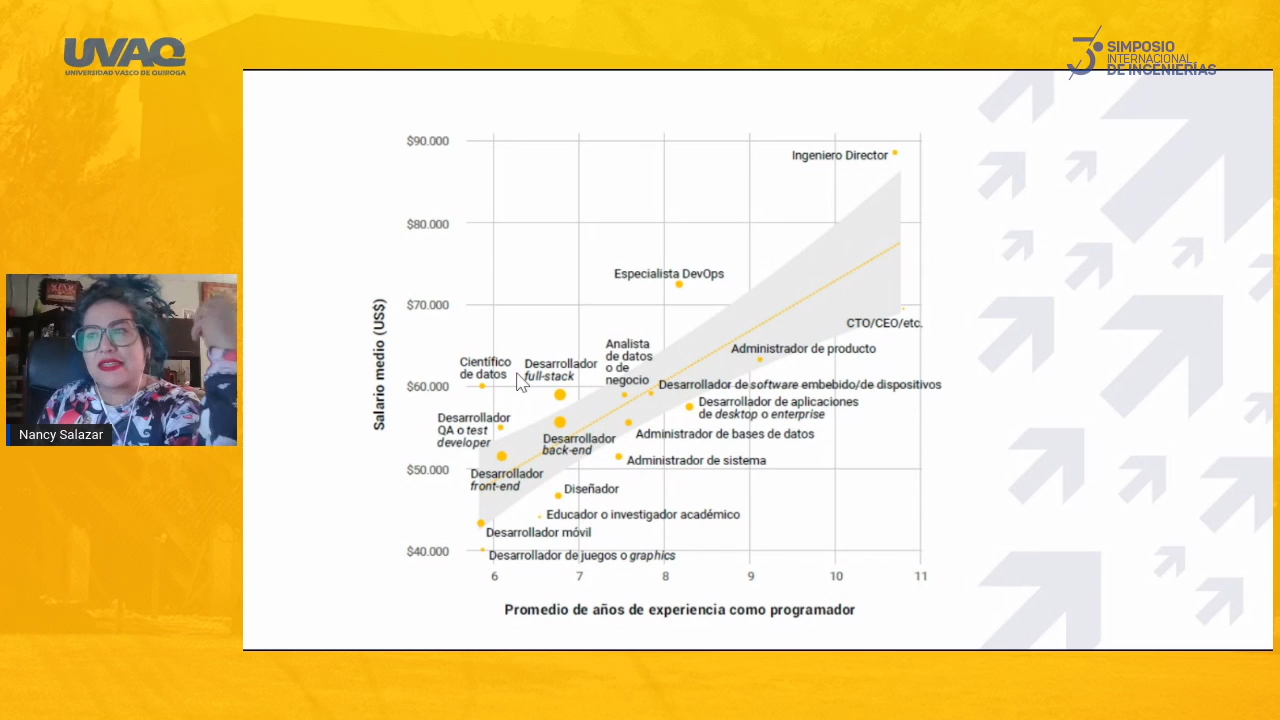 UVAQ
UNIVERSIDAD VASCO DE QUIROGA
3º SIMPOSIO
INTERNACIONAL
DE INGENIERÍAS
Nancy Salazar
Salario medio (US$)
$90.000
$80.000
$70.000
$60.000
$50.000
$40.000
Ingeniero Director
Especialista DevOps
CTO/CEO/etc.
Administrador de producto
Analista
de datos
o de
negocio
Científico
de datos
Desarrollador
full-stack
Desarrollador de software embebido/de dispositivos
Desarrollador de aplicaciones
de desktop o enterprise
Desarrollador
QA o test
developer
Administrador de bases de datos
Desarrollador
back-end
Administrador de sistema
Desarrollador
front-end
Diseñador
Educador o investigador académico
Desarrollador móvil
Desarrollador de juegos o graphics
6
7
8
9
10
11
Promedio de años de experiencia como programador